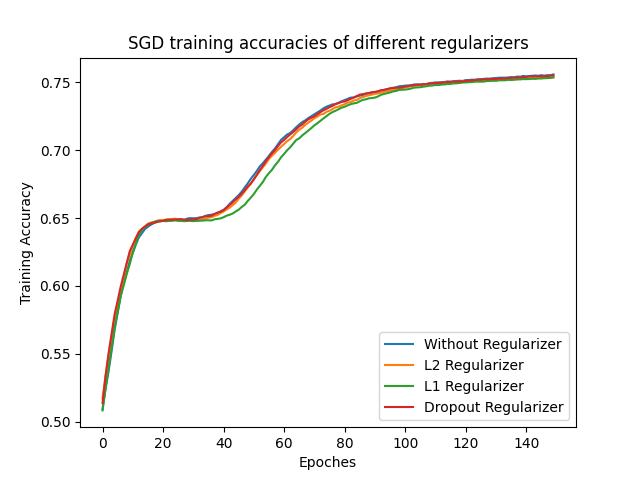 SGD training accuracies of different regularizers
Training Accuracy
0.75
0.70
0.65
0.60
0.55
0.50
Without Regularizer
L2 Regularizer
L1 Regularizer
Dropout Regularizer
0 20 40 60 80 100 120 140
Epoches